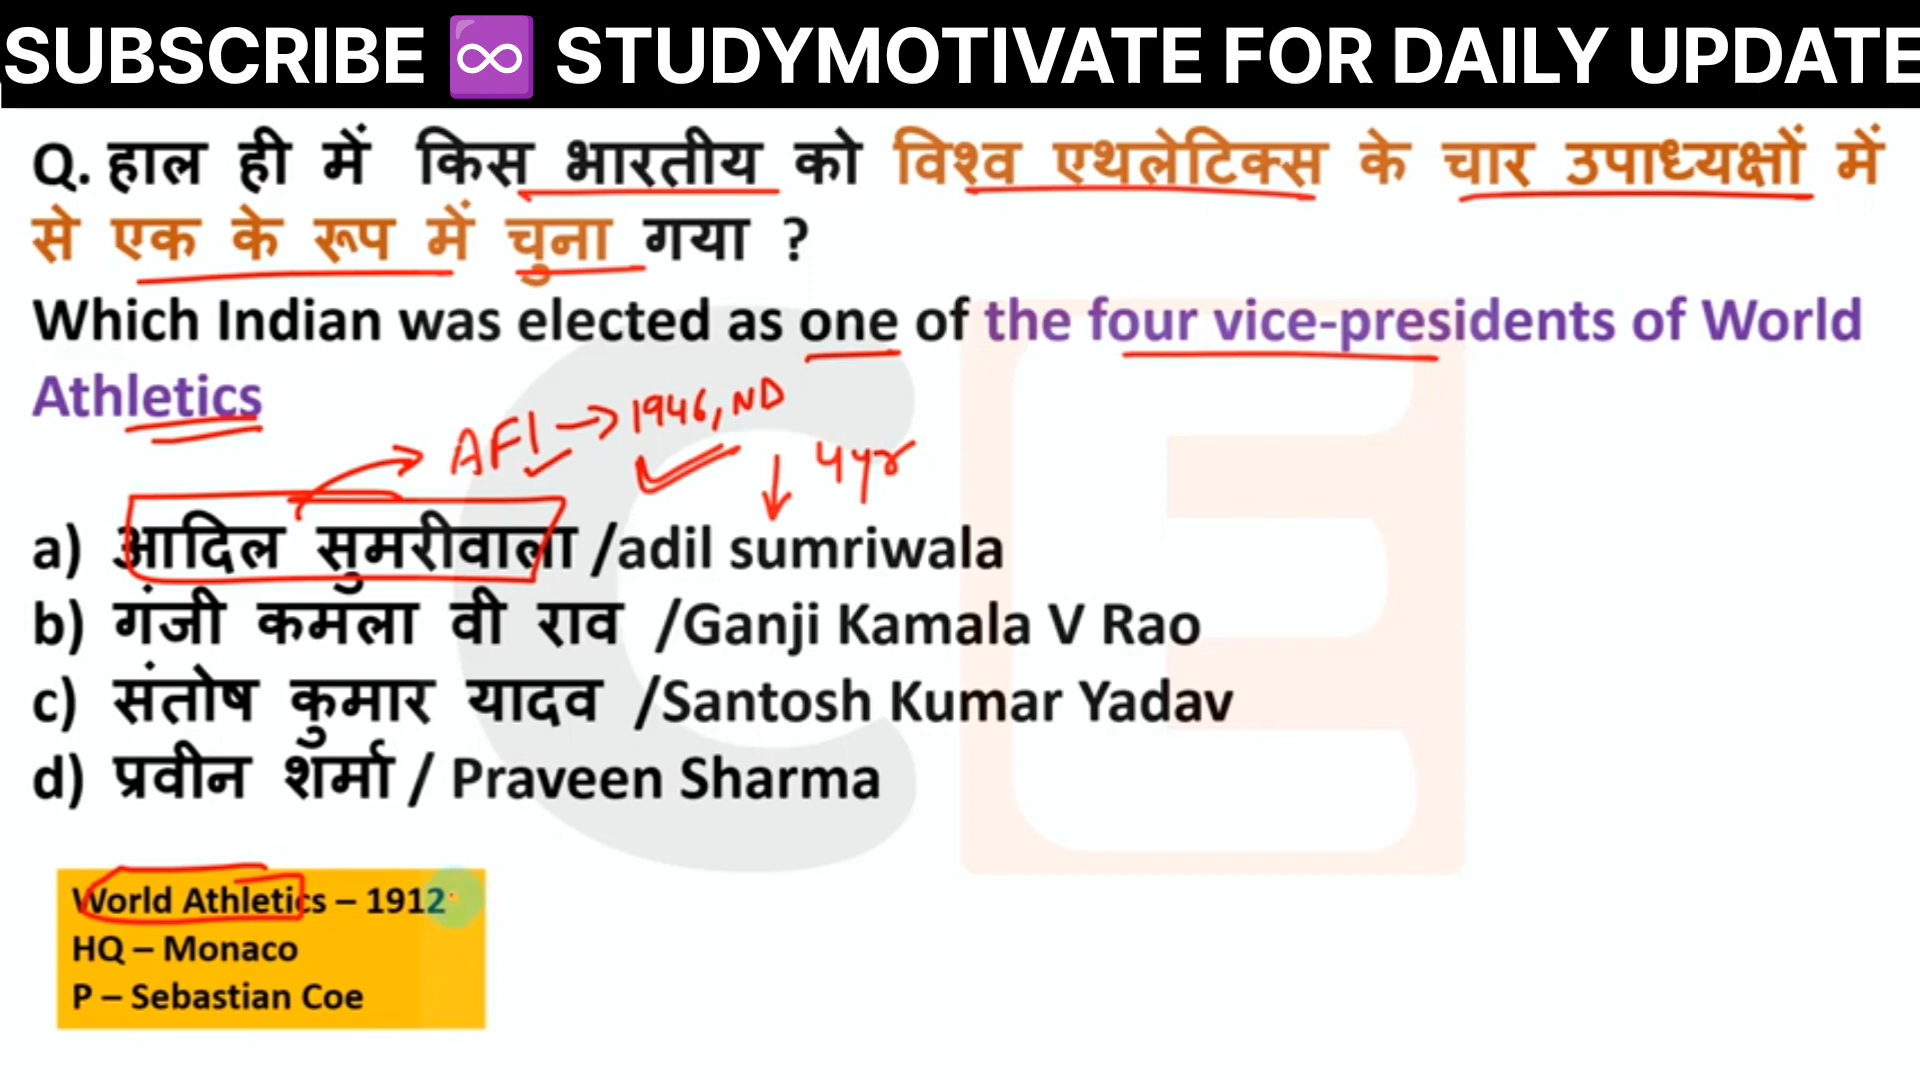 SUBSCRIBE ♾ STUDYMOTIVATE FOR DAILY UPDATE
Q. हाल ही में किस भारतीय को विश्व एथलेटिक्स के चार उपाध्यक्षों में
से एक के रूप में चुना गया ?
Which Indian was elected as one of the four vice-presidents of World
Athletics
AFI → 1946, ND
4yr
a) आदिल सुमरीवाला /adil sumriwala
b) गंजी कमला वी राव /Ganji Kamala V Rao
c) संतोष कुमार यादव /Santosh Kumar Yadav
d) प्रवीन शर्मा / Praveen Sharma
CE
World Athletics – 1912
HQ – Monaco
P – Sebastian Coe